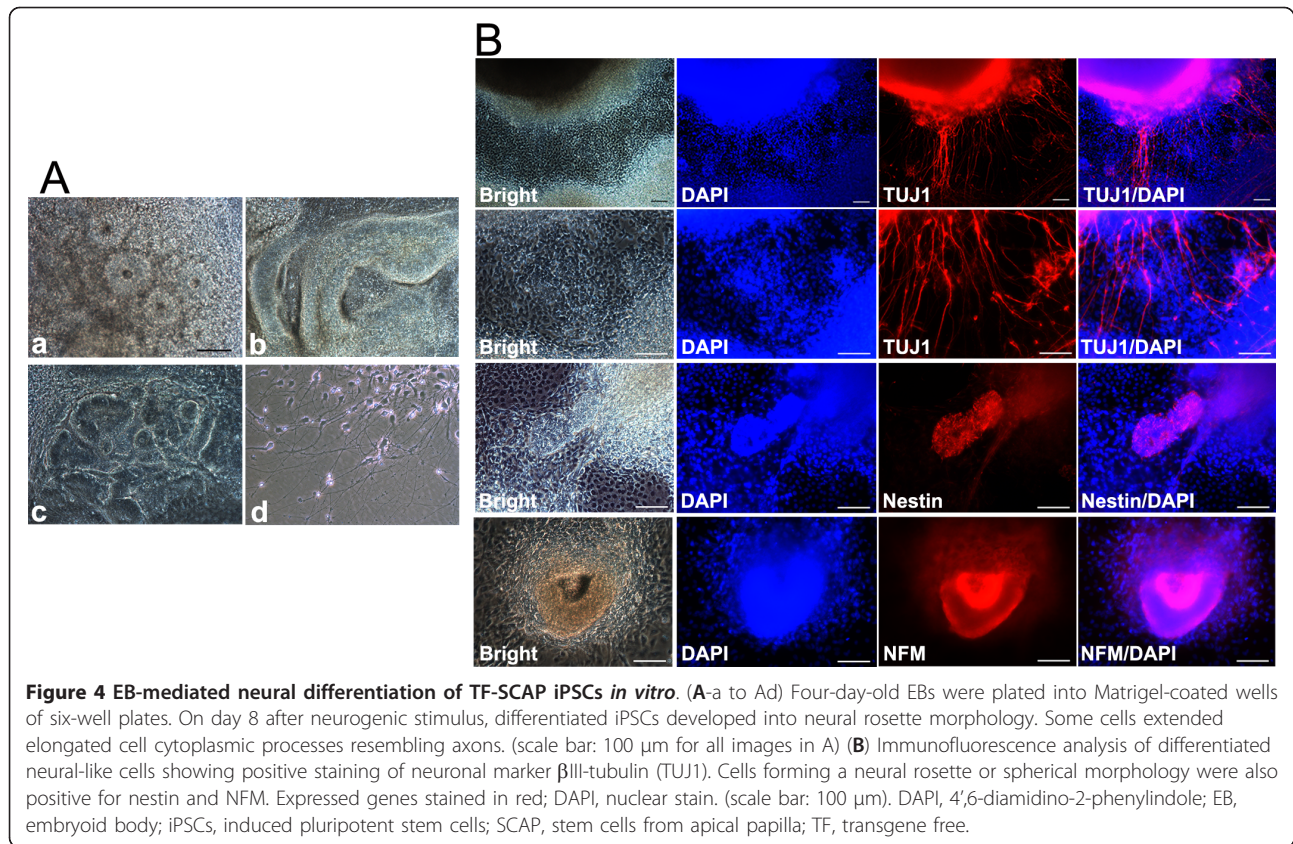 A
B
a
b
c
d
Bright
DAPI
TUJ1
TUJ1/DAPI
Bright
DAPI
TUJ1
TUJ1/DAPI
Bright
DAPI
Nestin
Nestin/DAPI
Bright
DAPI
NFM
NFM/DAPI
Figure 4 EB-mediated neural differentiation of TF-SCAP iPSCs in vitro. (A-a to Ad) Four-day-old EBs were plated into Matrigel-coated wells
of six-well plates. On day 8 after neurogenic stimulus, differentiated iPSCs developed into neural rosette morphology. Some cells extended
elongated cell cytoplasmic processes resembling axons. (scale bar: 100 μm for all images in A) (B) Immunofluorescence analysis of differentiated
neural-like cells showing positive staining of neuronal marker βIII-tubulin (TUJ1). Cells forming a neural rosette or spherical morphology were also
positive for nestin and NFM. Expressed genes stained in red; DAPI, nuclear stain. (scale bar: 100 μm). DAPI, 4′,6-diamidino-2-phenylindole; EB,
embryoid body; iPSCs, induced pluripotent stem cells; SCAP, stem cells from apical papilla; TF, transgene free.